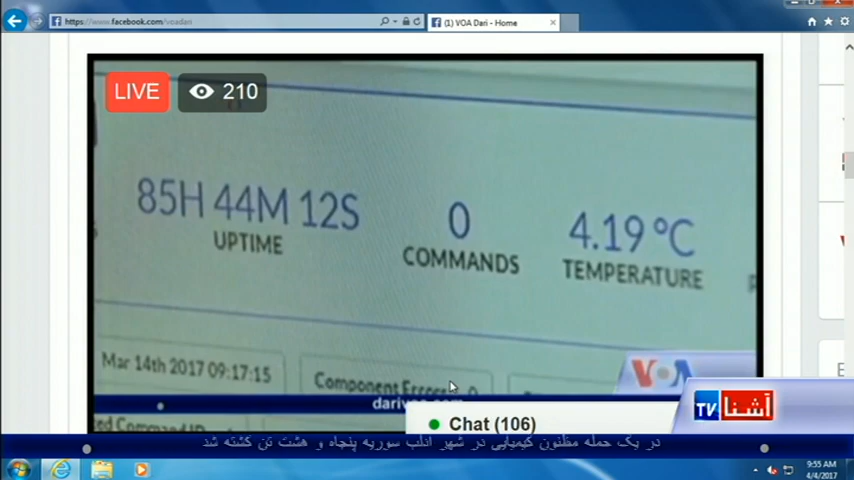 https://www.facebook.com/voadari
(1) VOA Dari - Home
LIVE
210
85H 44M 12S
UPTIME
0
COMMANDS
4.19 °C
TEMPERATURE
Mar 14th 2017 09:17:15
Component Errors
VOA
Command
Chat (106)
TV آشنا
در یک حمله مظنون کیمیایی در شهر ادلب سوریه پنجاه و هشت تن کشته شد
9:55 AM
4/4/2017